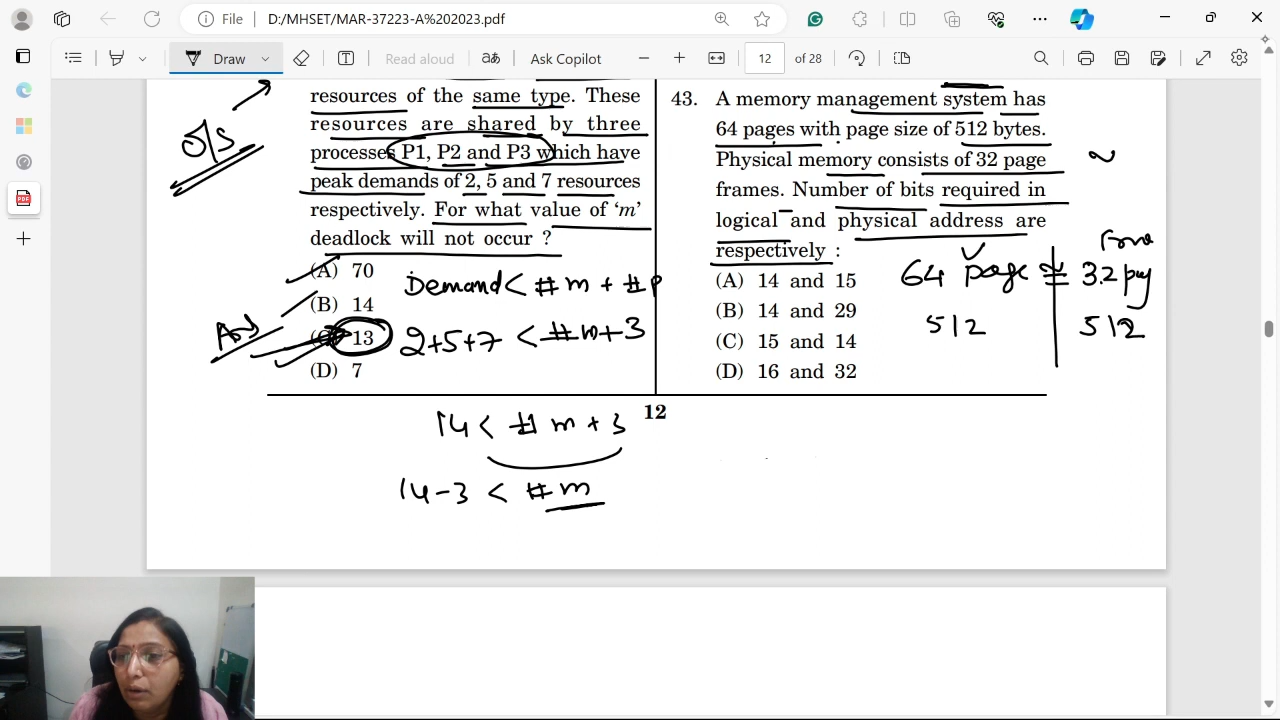 File
D:/MHSET/MAR-37223-A%202023.pdf
Draw
Read aloud
aあ
Ask Copilot
12
of 28
O/S
resources of the same type. These
resources are shared by three
processes P1, P2 and P3 which have
peak demands of 2, 5 and 7 resources
respectively. For what value of ‘m’
deadlock will not occur ?
(A) 70
(B) 14
(C) 13
(D) 7
Ans
Demand < #m + #P
2+5+7 < #m+3
14 < #m + 3
14-3 < #m
43. A memory management system has
64 pages with page size of 512 bytes.
Physical memory consists of 32 page
frames. Number of bits required in
logical and physical address are
respectively :
(A) 14 and 15
(B) 14 and 29
(C) 15 and 14
(D) 16 and 32
64 page
32
512
512
12
PDF